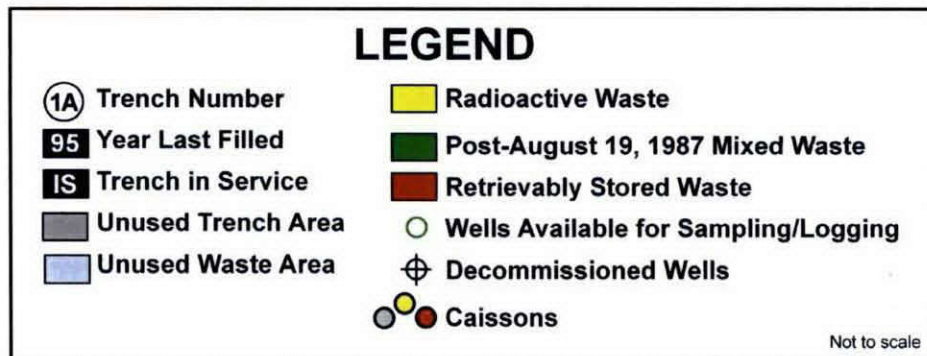 LEGEND
1A Trench Number
95 Year Last Filled
IS Trench in Service
Unused Trench Area
Unused Waste Area
Radioactive Waste
Post-August 19, 1987 Mixed Waste
Retrievably Stored Waste
Wells Available for Sampling/Logging
Decommissioned Wells
Caissons
Not to scale